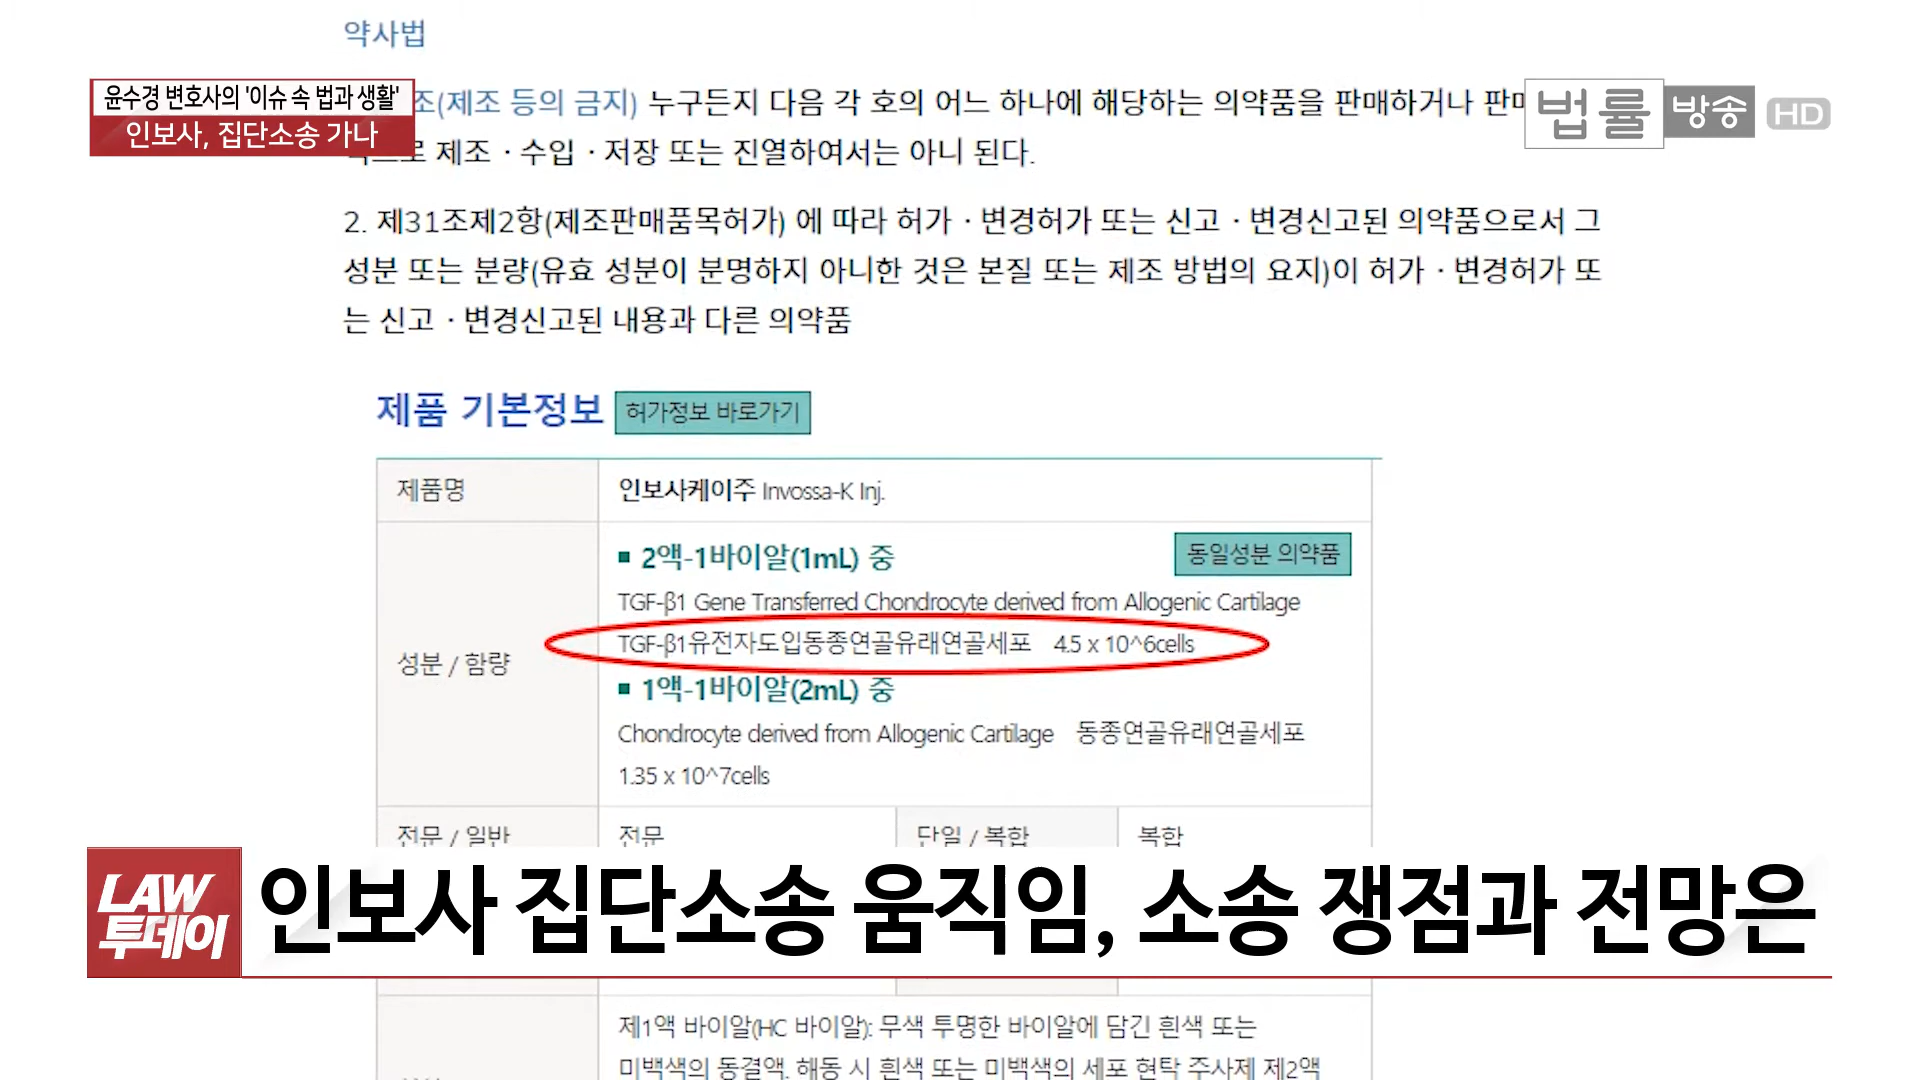 약사법
윤수경 변호사의 '이슈 속 법과 생활'
인보사, 집단소송 가나
법률방송 HD
조(제조 등의 금지) 누구든지 다음 각 호의 어느 하나에 해당하는 의약품을 판매하거나
제조ㆍ수입ㆍ저장 또는 진열하여서는 아니 된다.
2. 제31조제2항(제조판매품목허가) 에 따라 허가ㆍ변경허가 또는 신고ㆍ변경신고된 의약품으로서 그
성분 또는 분량(유효 성분이 분명하지 아니한 것은 본질 또는 제조 방법의 요지)이 허가ㆍ변경허가 또
는 신고ㆍ변경신고된 내용과 다른 의약품
제품 기본정보 허가정보 바로가기
제품명 인보사케이주 Invossa-K Inj.
성분 / 함량
■ 2액-1바이알(1mL) 중 동일성분 의약품
TGF-β1 Gene Transferred Chondrocyte derived from Allogenic Cartilage
TGF-β1유전자도입동종연골유래연골세포 4.5 x 10^6cells
■ 1액-1바이알(2mL) 중
Chondrocyte derived from Allogenic Cartilage 동종연골유래연골세포
1.35 x 10^7cells
전문 / 일반 전문 단일 / 복합 복합
LAW
투데이
인보사 집단소송 움직임, 소송 쟁점과 전망은
제1액 바이알(HC 바이알): 무색 투명한 바이알에 담긴 흰색 또는
미백색의 동결액. 해동 시 흰색 또는 미백색의 세포 현탁 주사제 제2액